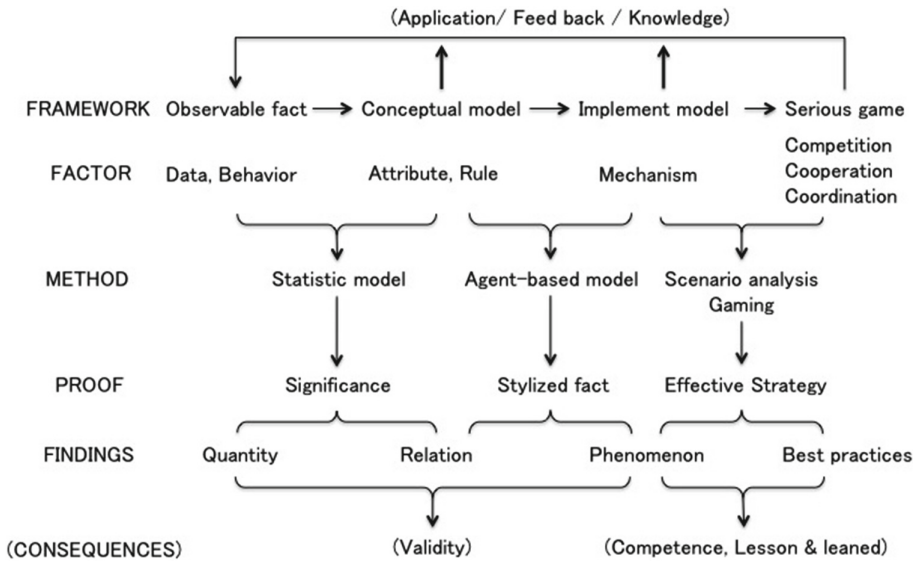 (Application/ Feed back / Knowledge)
FRAMEWORK Observable fact Conceptual model Implement model Serious game
Competition
FACTOR Data, Behavior Attribute, Rule Mechanism Cooperation
Coordination
METHOD Statistic model Agent-based model Scenario analysis
Gaming
PROOF Significance Stylized fact Effective Strategy
FINDINGS Quantity Relation Phenomenon Best practices
(CONSEQUENCES) (Validity) (Competence, Lesson & leaned)